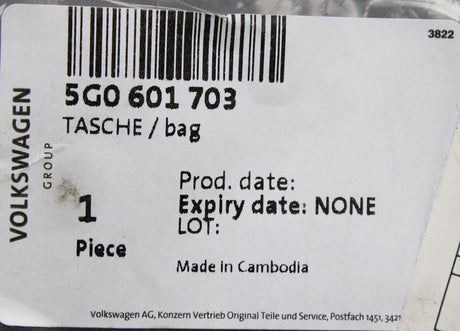 3822
5G0 601 703
TASCHE / bag
VOLKSWAGEN
GROUP
1
Piece
Prod. date:
Expiry date: NONE
LOT:
Made in Cambodia
Volkswagen AG, Konzern Vertrieb Original Teile und Service, Postfach 1451, 3421